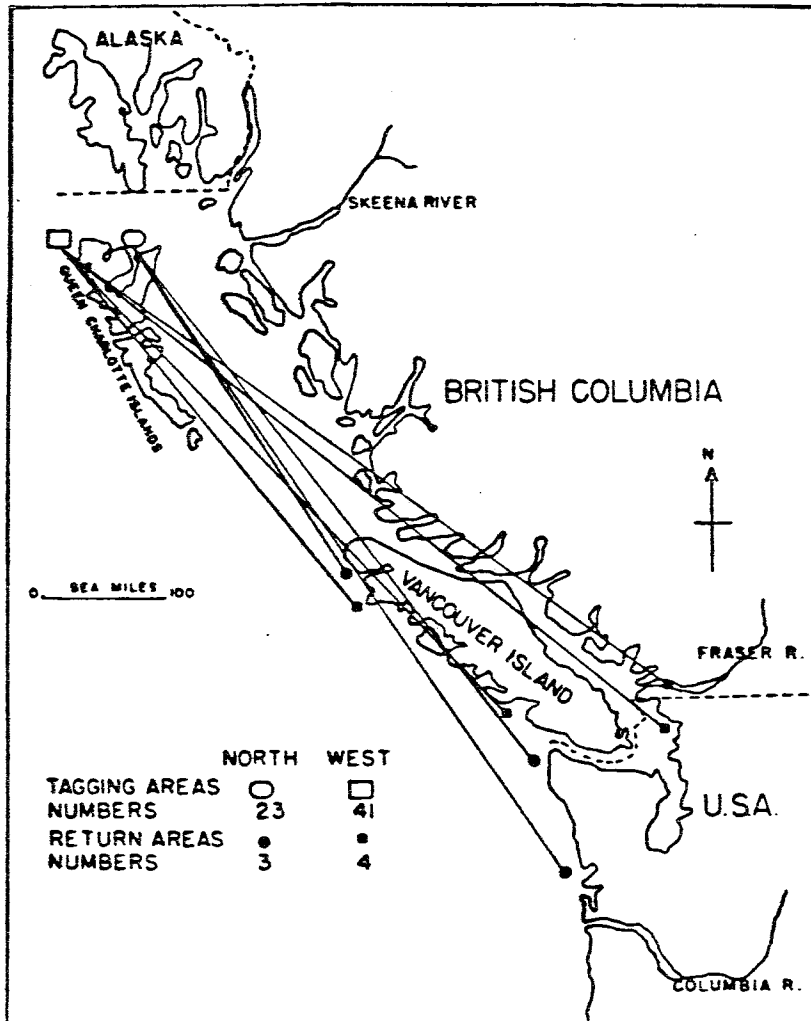 ALASKA
SKEENA RIVER
QUEEN CHARLOTTE ISLANDS
BRITISH COLUMBIA
N
0 SEA MILES 100
VANCOUVER ISLAND
FRASER R.
NORTH WEST
TAGGING AREAS
NUMBERS 23 41
RETURN AREAS
NUMBERS 3 4
U.S.A.
COLUMBIA R.